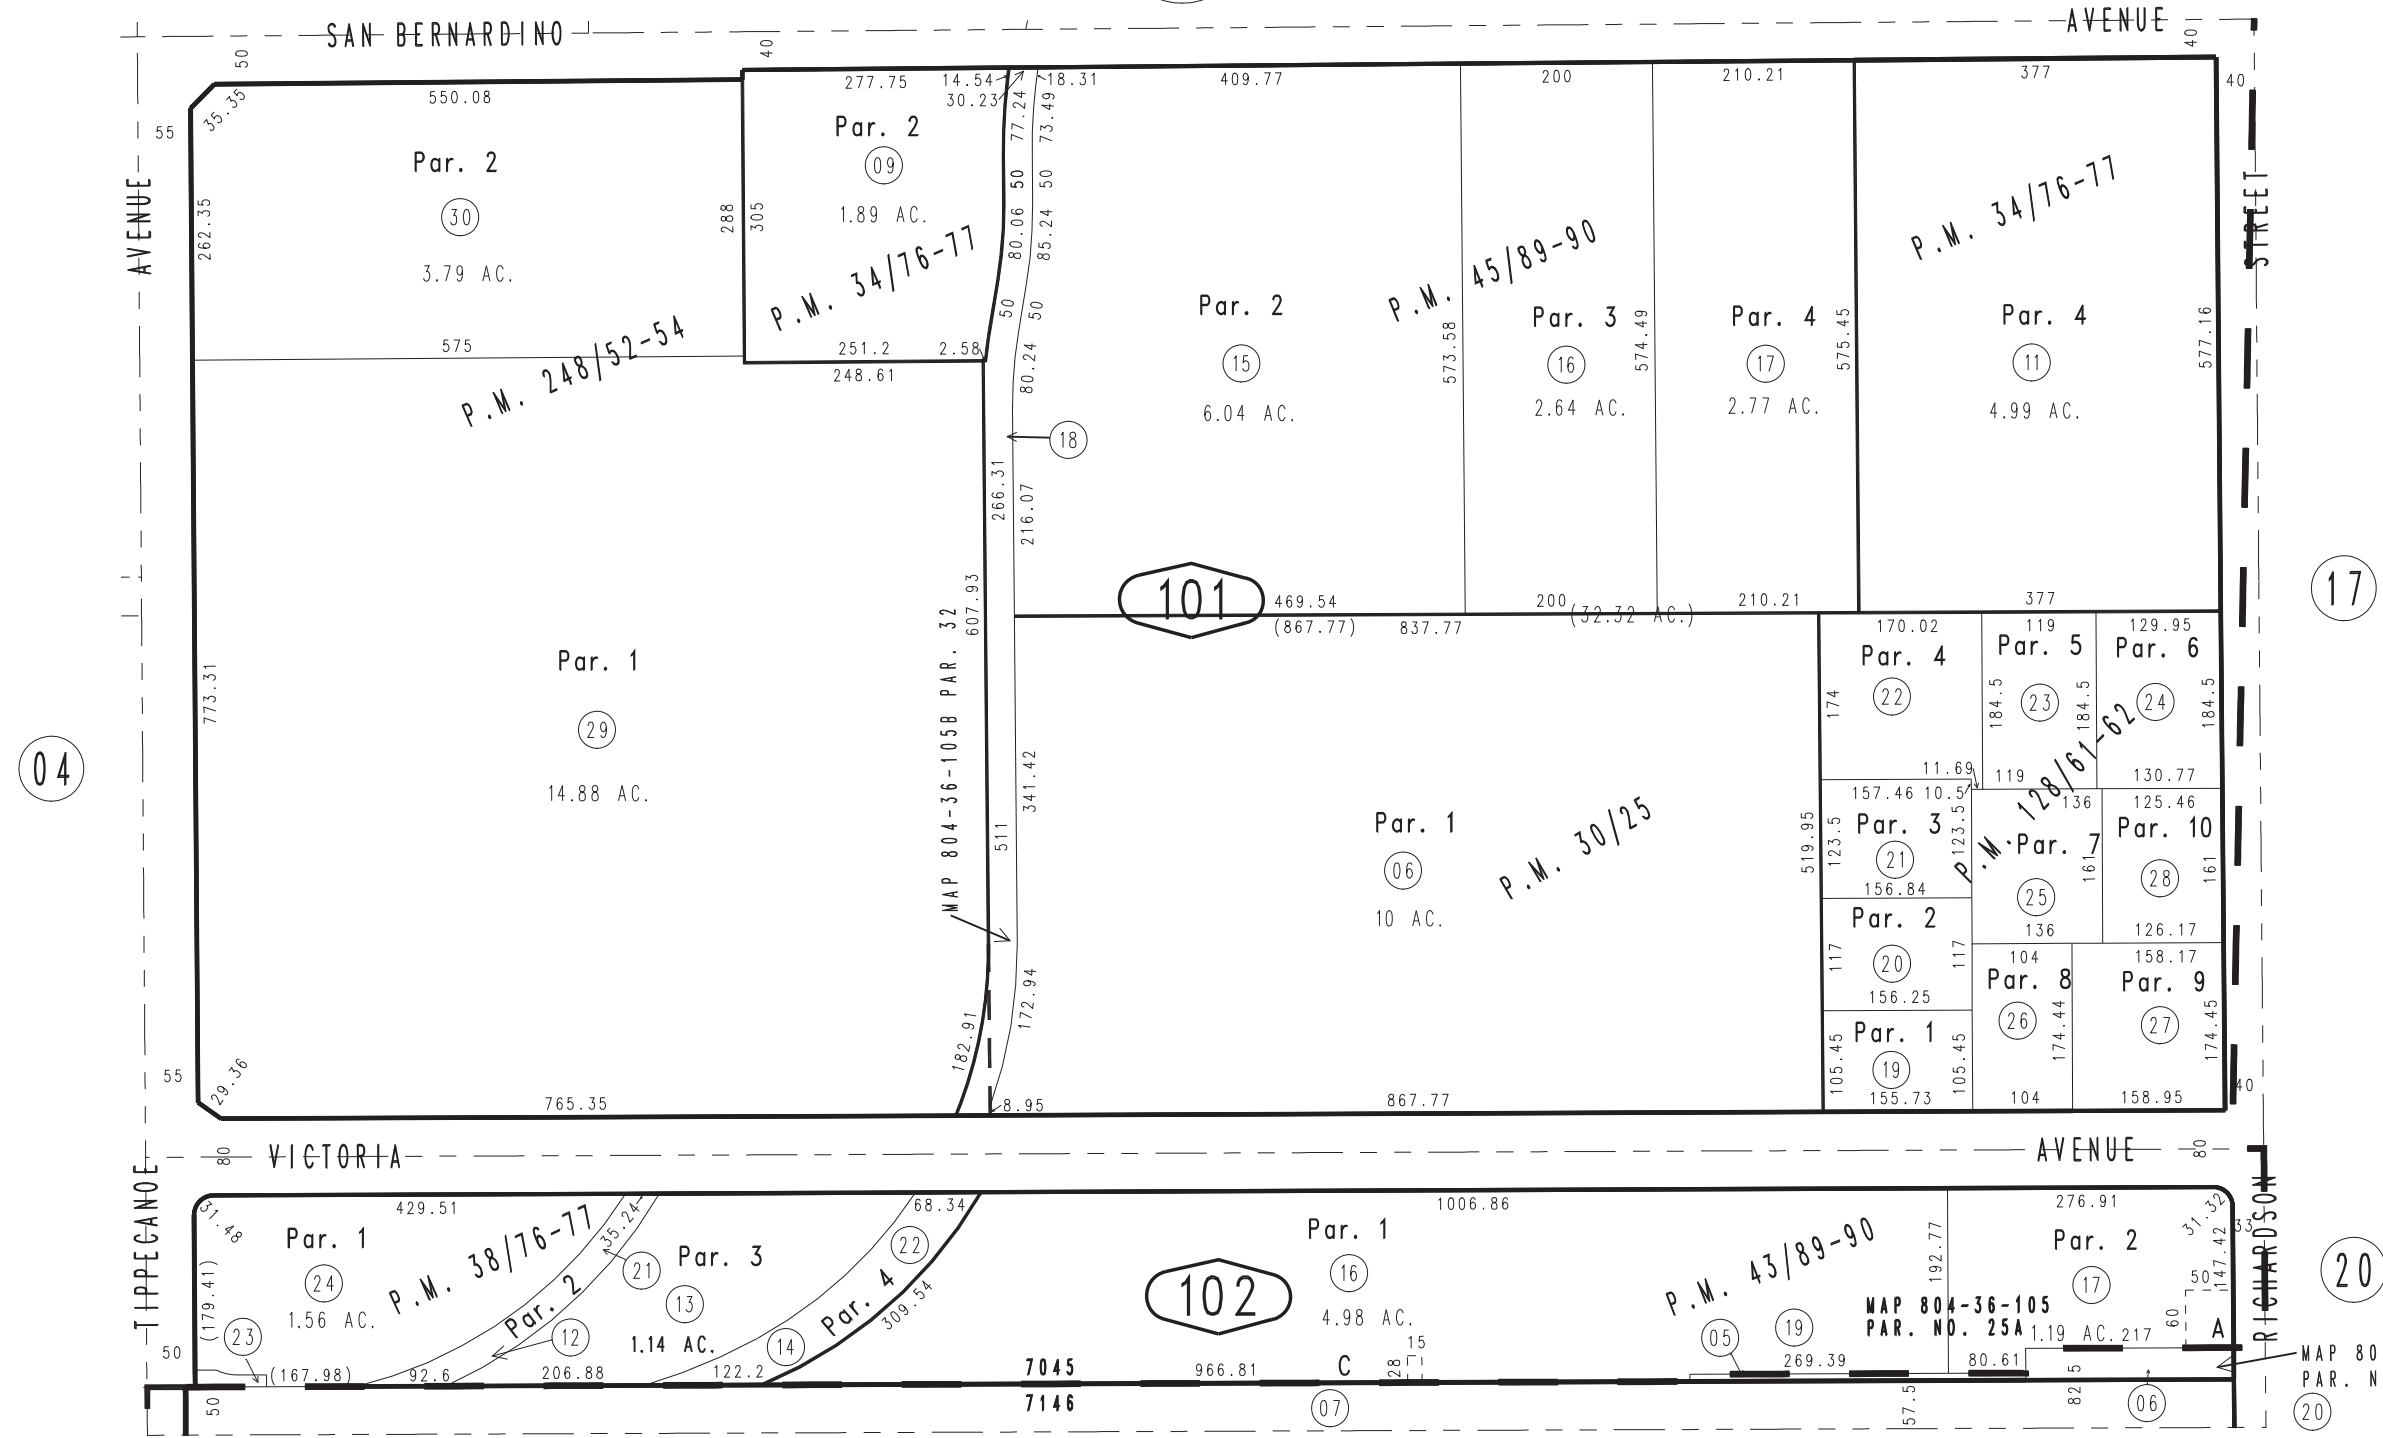 SAN BERNARDINO
AVENUE
50
40
40
40
277.75
14.54
18.31
409.77
200
210.21
377
550.08
30.23
35.35
55
77.24
73.49
Par. 2
09
1.89 AC.
Par. 2
30
3.79 AC.
AVENUE
262.35
288
305
50
50
80.06
85.24
P.M. 34/76-77
P.M. 45/89-90
P.M. 34/76-77
STREET
50
50
Par. 2
15
6.04 AC.
Par. 3
16
2.64 AC.
Par. 4
17
2.77 AC.
Par. 4
11
4.99 AC.
573.58
574.49
575.45
577.16
575
251.2
2.58
248.61
80.24
P.M. 248/52-54
18
266.31
216.07
101
469.54
200
(32.32 AC.)
210.21
377
(867.77)
837.77
17
04
607.93
MAP 804-36-105B PAR. 32
773.31
Par. 1
29
14.88 AC.
341.42
511
170.02
119
129.95
Par. 4
22
174
Par. 5
23
184.5
184.5
Par. 6
24
184.5
11.69
119
130.77
157.46
10.5
136
125.46
P.M. 128/61-62
Par. 1
06
10 AC.
P.M. 30/25
519.95
123.5
Par. 3
21
123.5
156.84
Par. 7
25
161
136
Par. 10
28
161
126.17
Par. 2
20
117
117
156.25
104
158.17
Par. 8
26
174.44
Par. 9
27
174.45
172.94
182.91
105.45
Par. 1
19
105.45
155.73
104
158.95
55
29.36
765.35
8.95
867.77
40
80
VICTORIA
AVENUE
80
TIPPECANOE
RICHARDSON
31.48
429.51
35.24
68.34
1006.86
276.91
31.32
33
Par. 1
24
1.56 AC.
P.M. 38/76-77
(179.41)
23
50
Par. 2
12
21
Par. 3
13
1.14 AC.
22
Par. 4
14
309.54
102
Par. 1
16
4.98 AC.
P.M. 43/89-90
192.77
Par. 2
17
147.42
50
60
20
MAP 804-36-105
PAR. NO. 25A
1.19 AC.
217
A
05
19
15
28
C
(167.98)
92.6
206.88
122.2
7045
966.81
269.39
80.61
82.5
MAP 80
PAR. N
20
50
7146
07
57.5
06